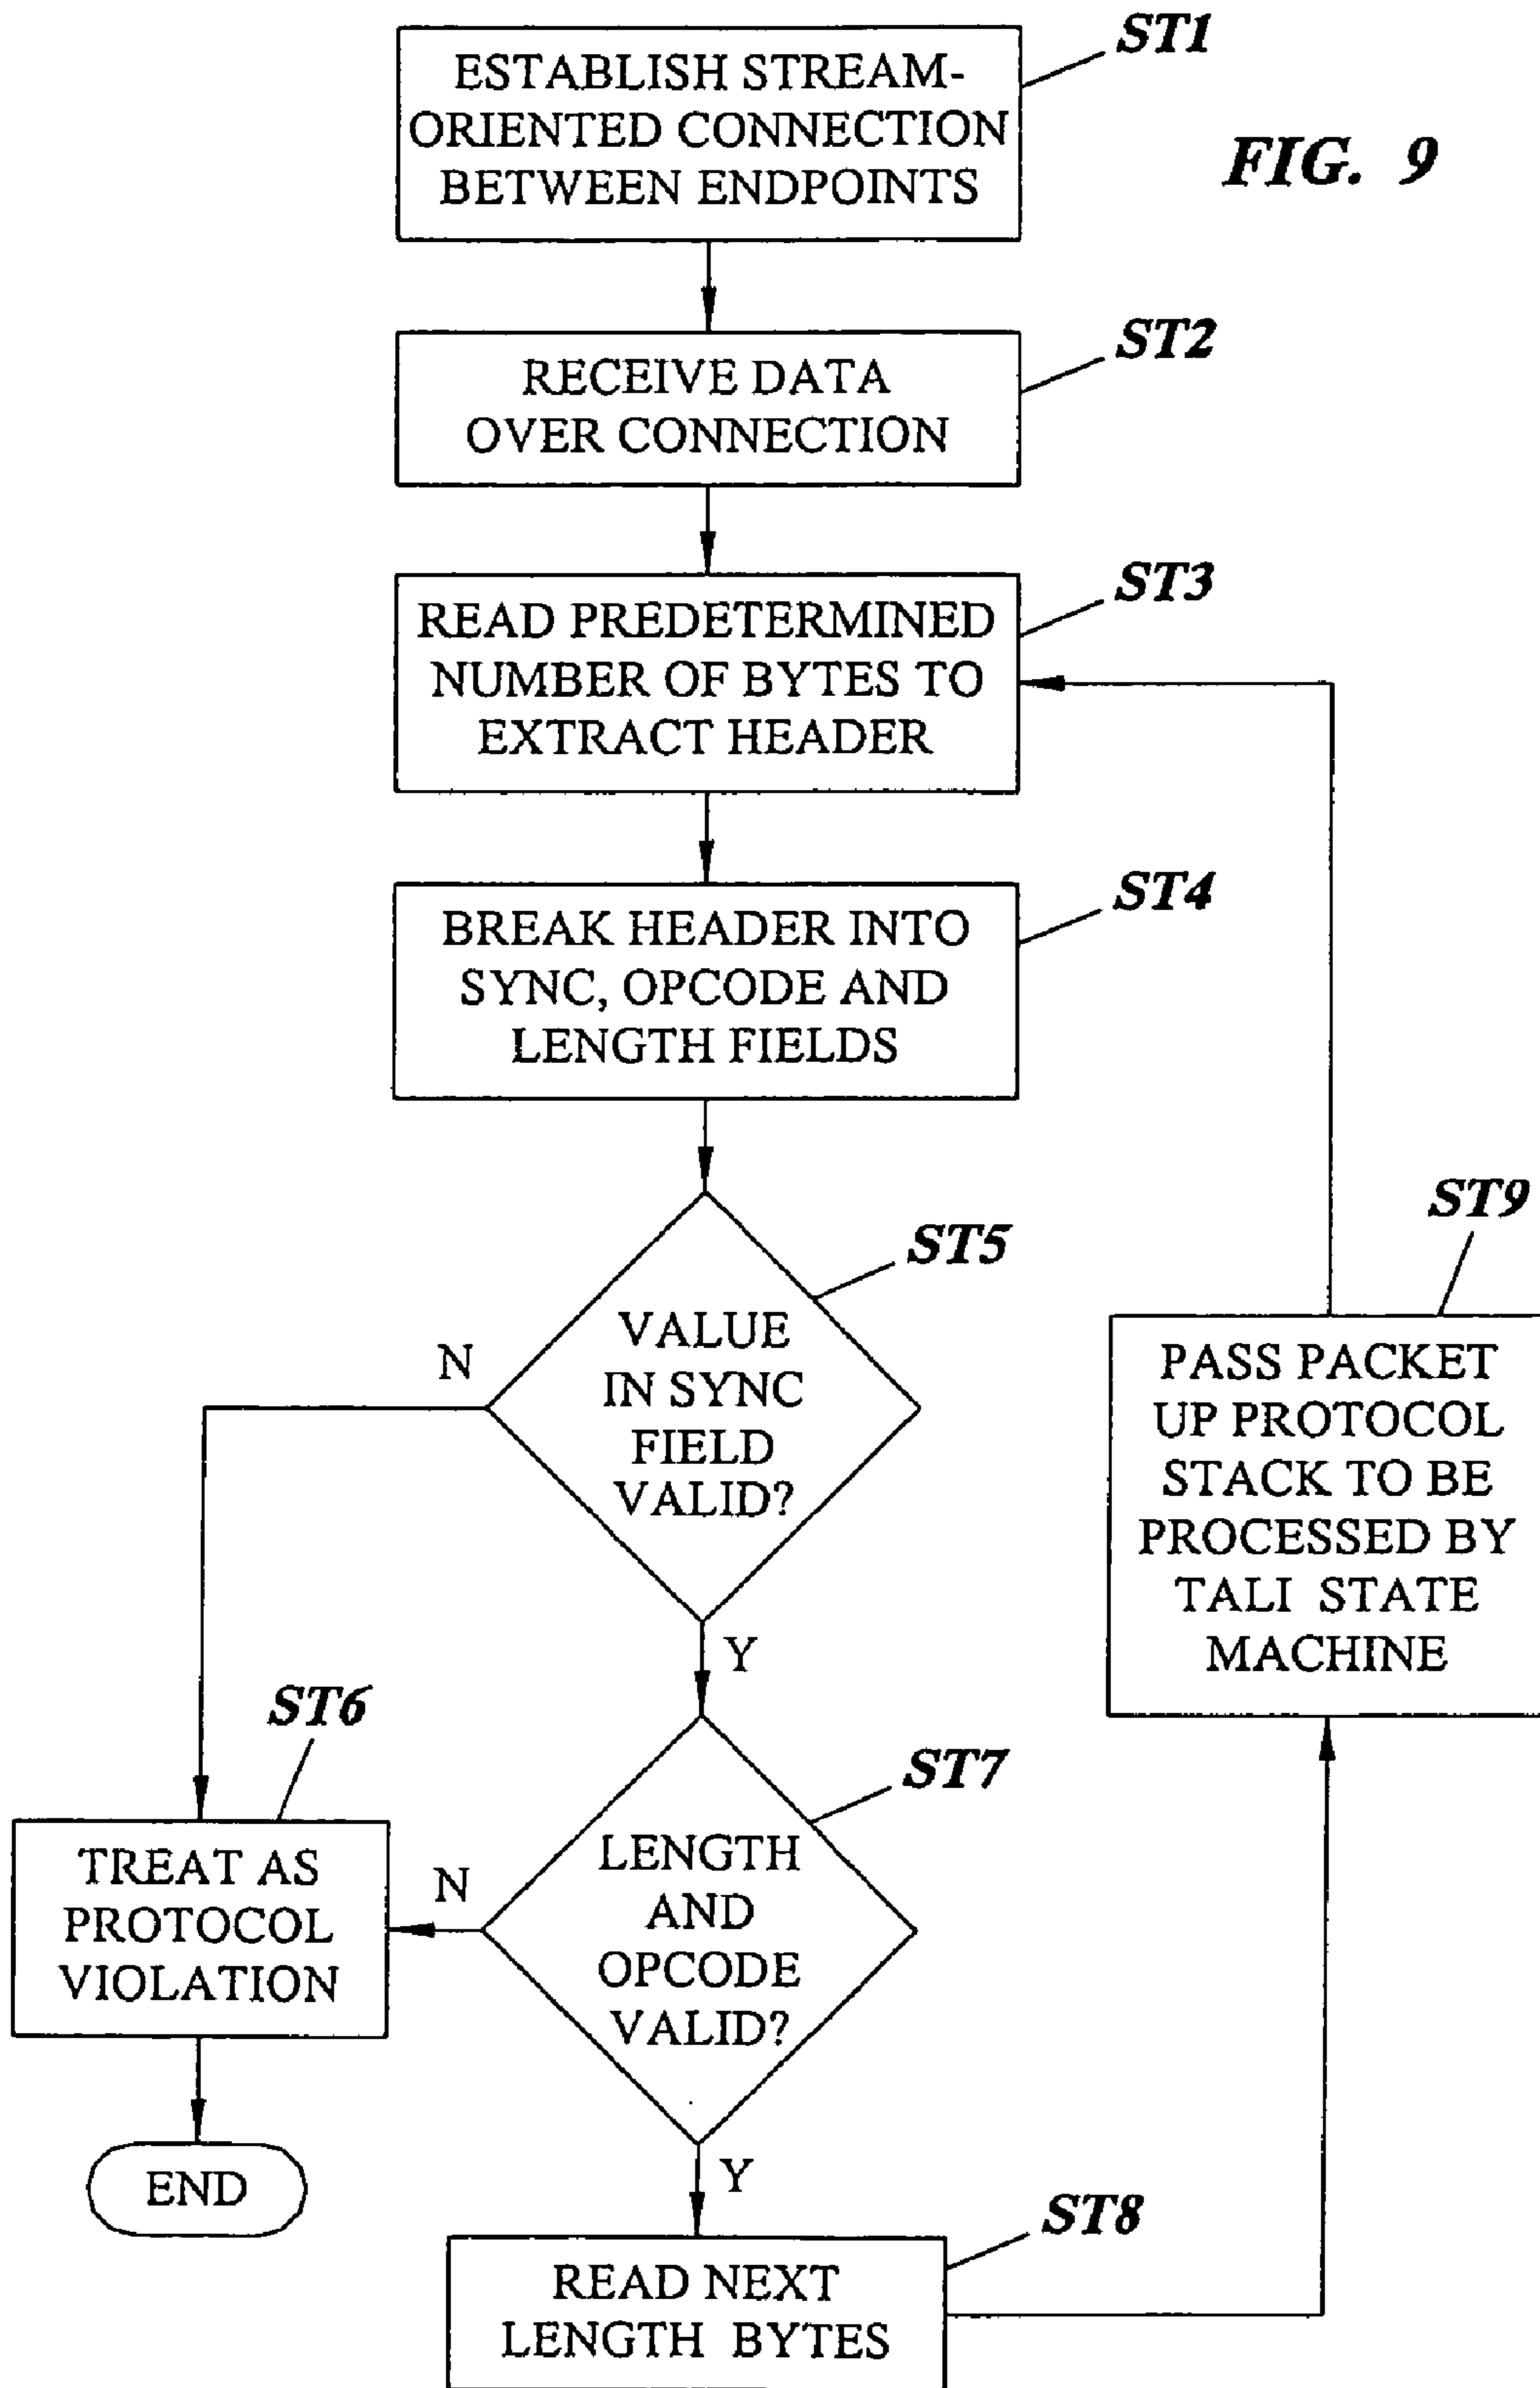 ST1
ESTABLISH STREAM-
ORIENTED CONNECTION
BETWEEN ENDPOINTS
FIG. 9
ST2
RECEIVE DATA
OVER CONNECTION
ST3
READ PREDETERMINED
NUMBER OF BYTES TO
EXTRACT HEADER
ST4
BREAK HEADER INTO
SYNC, OPCODE AND
LENGTH FIELDS
ST5
VALUE
IN SYNC
FIELD
VALID?
N
Y
ST6
TREAT AS
PROTOCOL
VIOLATION
END
ST7
LENGTH
AND
OPCODE
VALID?
N
Y
ST8
READ NEXT
LENGTH BYTES
ST9
PASS PACKET
UP PROTOCOL
STACK TO BE
PROCESSED BY
TALI STATE
MACHINE